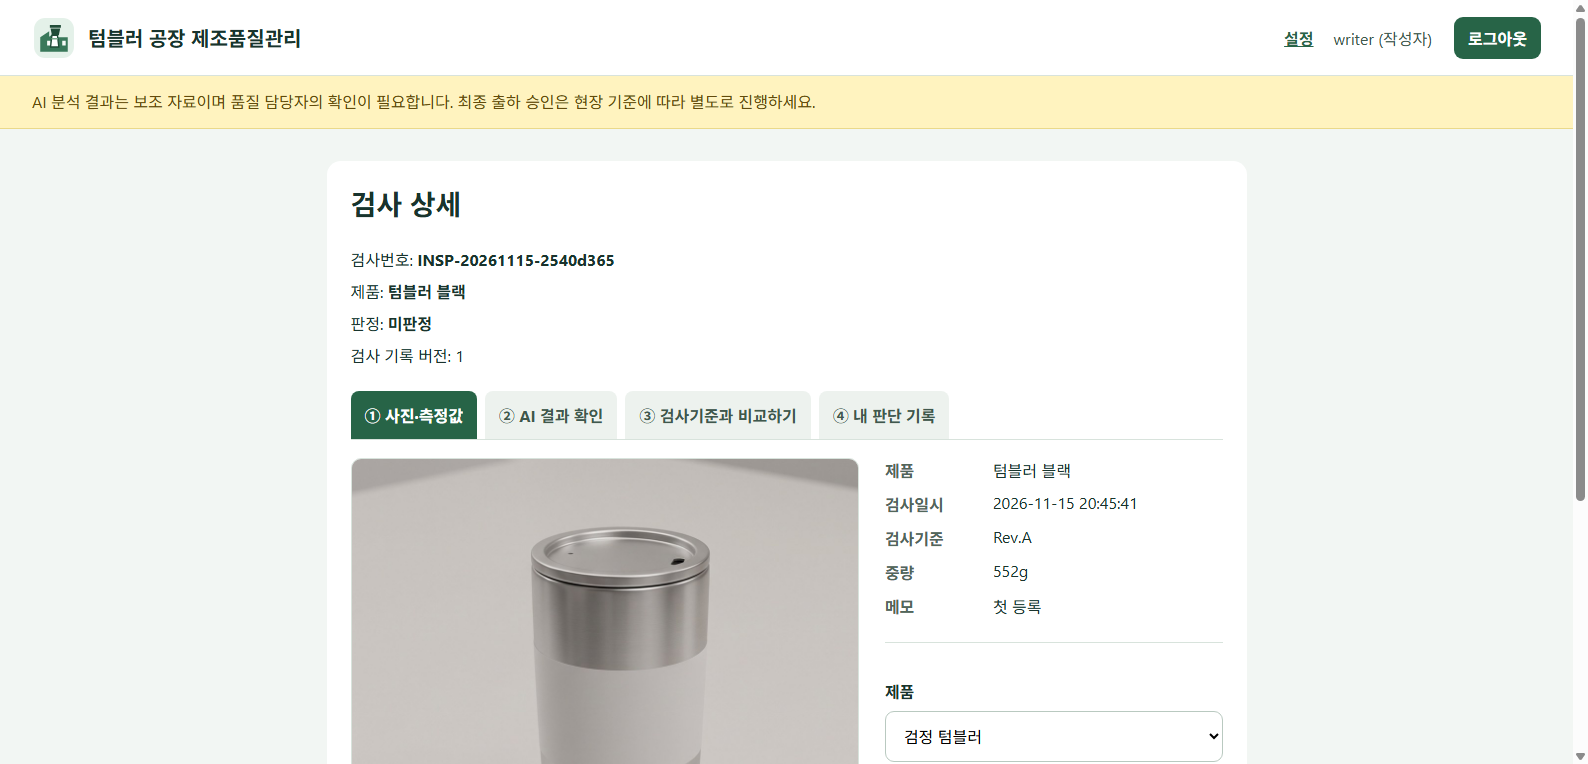 텀블러 공장 제조품질관리
설정
writer (작성자)
로그아웃
AI 분석 결과는 보조 자료이며 품질 담당자의 확인이 필요합니다. 최종 출하 승인은 현장 기준에 따라 별도로 진행하세요.
검사 상세
검사번호: INSP-20261115-2540d365
제품: 텀블러 블랙
판정: 미판정
검사 기록 버전: 1
① 사진·측정값
② AI 결과 확인
③ 검사기준과 비교하기
④ 내 판단 기록
제품 텀블러 블랙
검사일시 2026-11-15 20:45:41
검사기준 Rev.A
중량 552g
메모 첫 등록
제품
검정 텀블러